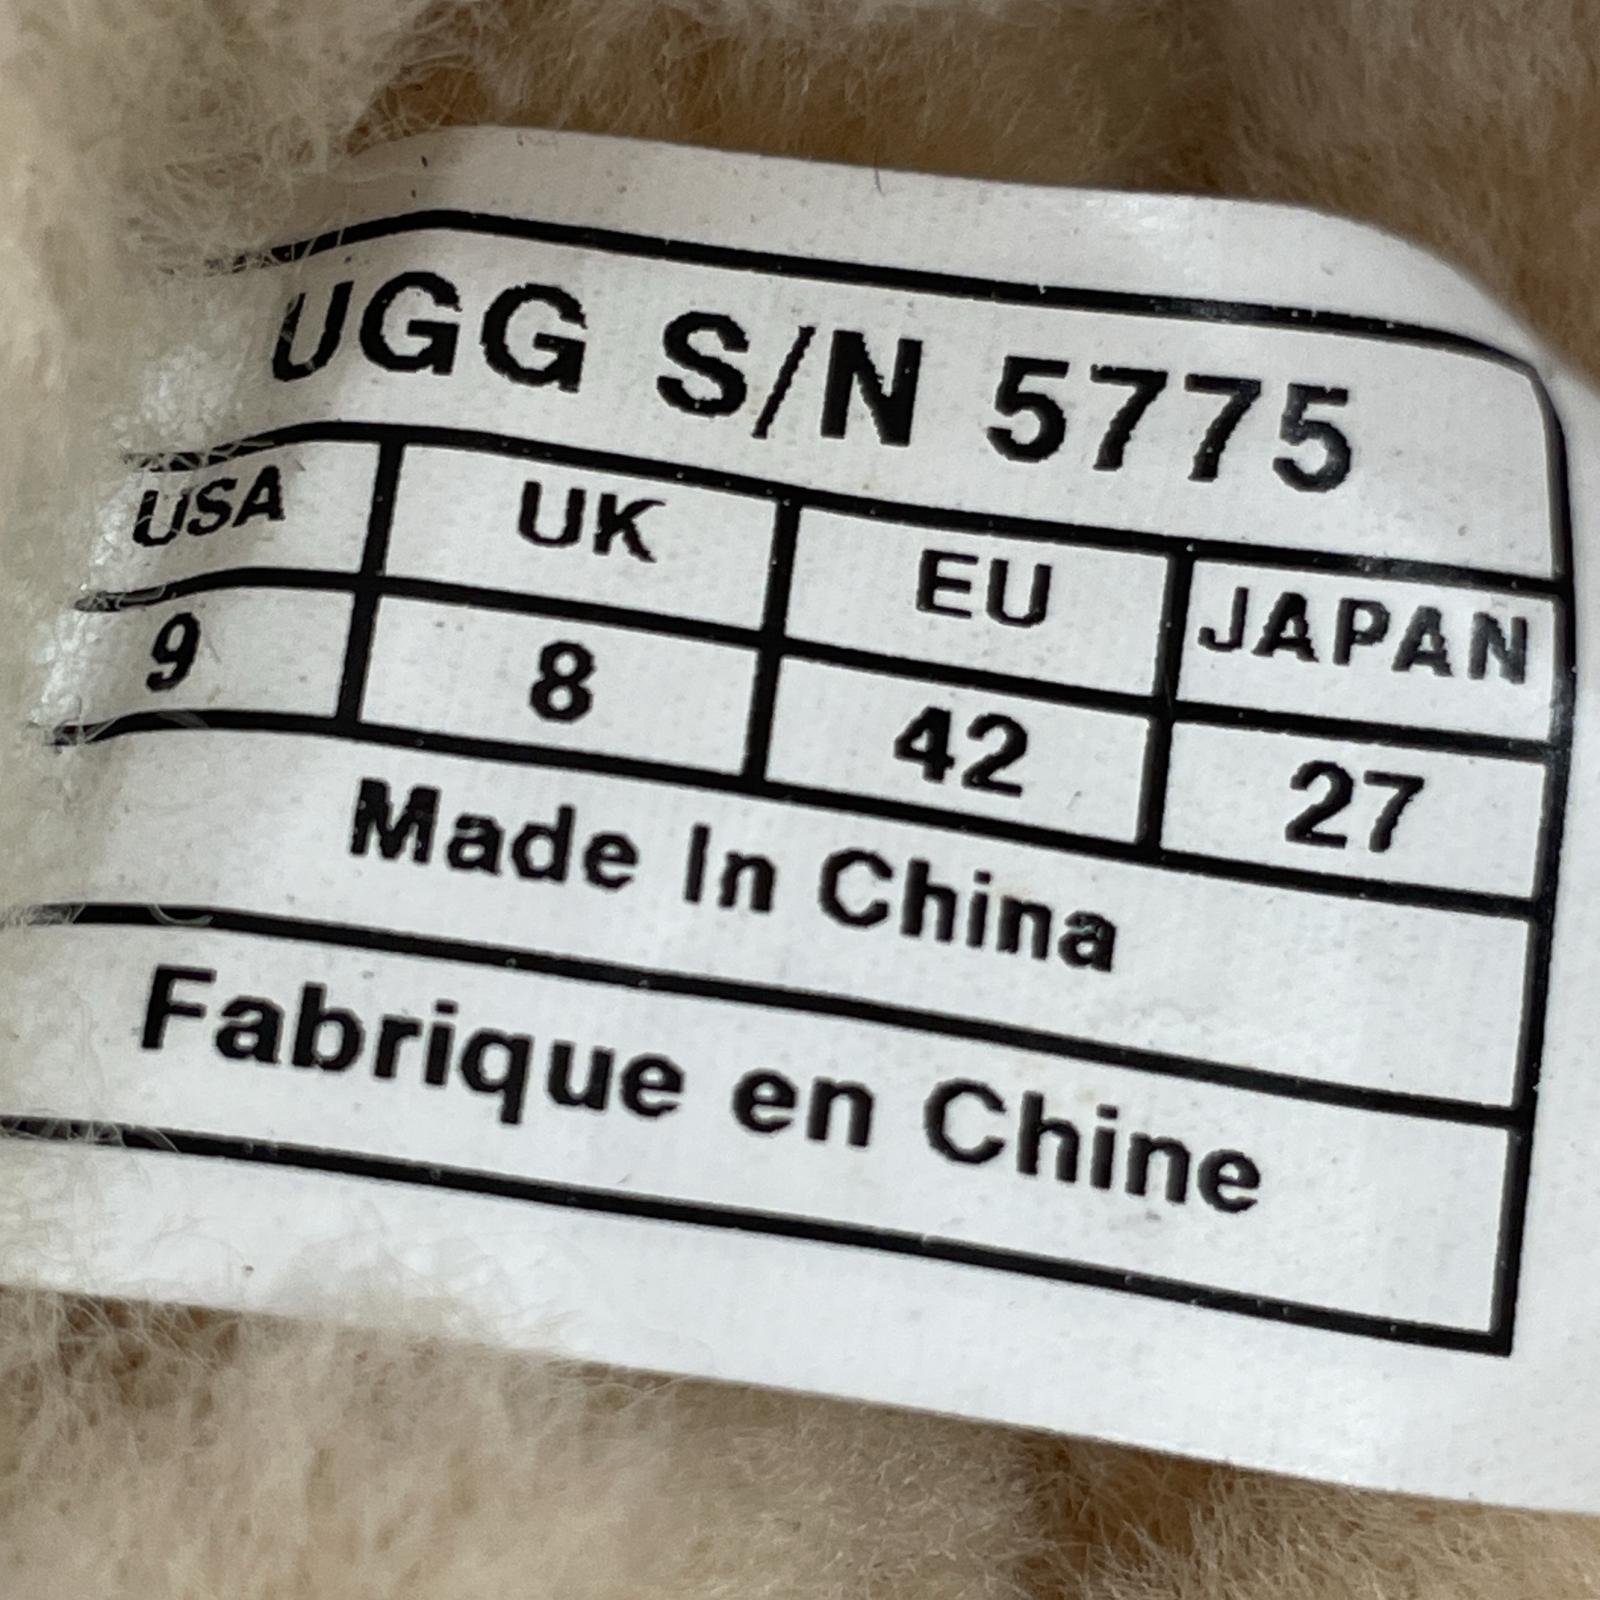 UGG S/N 5775
USA UK EU JAPAN
9 8 42 27
Made In China
Fabrique en Chine